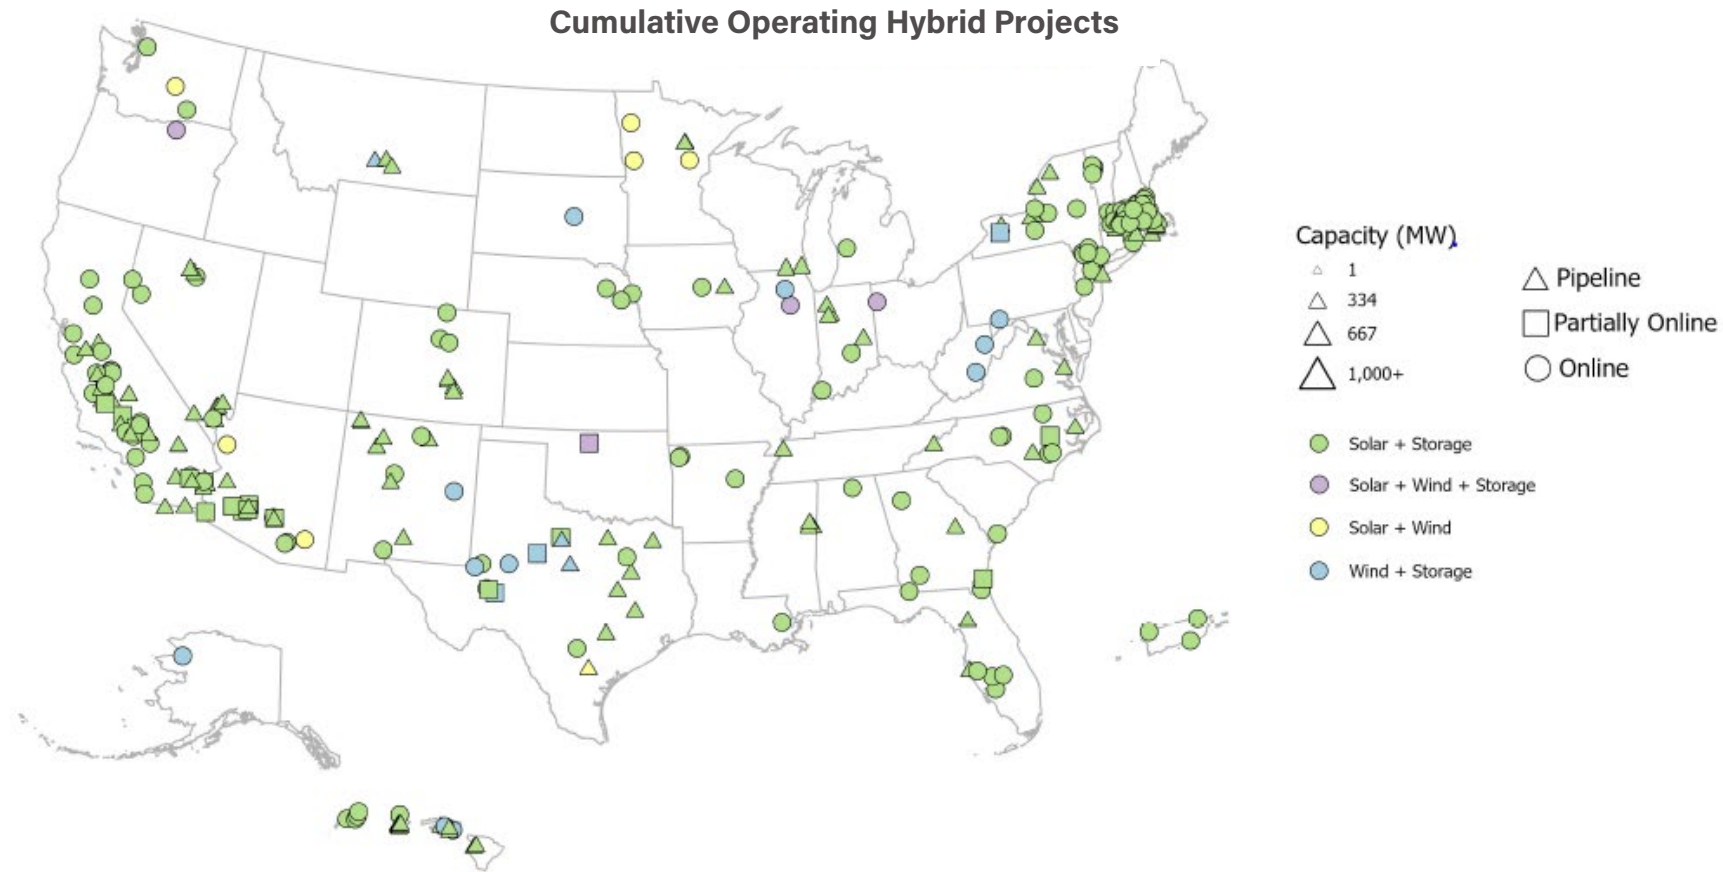 Cumulative Operating Hybrid Projects
Capacity (MW)
1
334
667
1,000+
Pipeline
Partially Online
Online
Solar + Storage
Solar + Wind + Storage
Solar + Wind
Wind + Storage